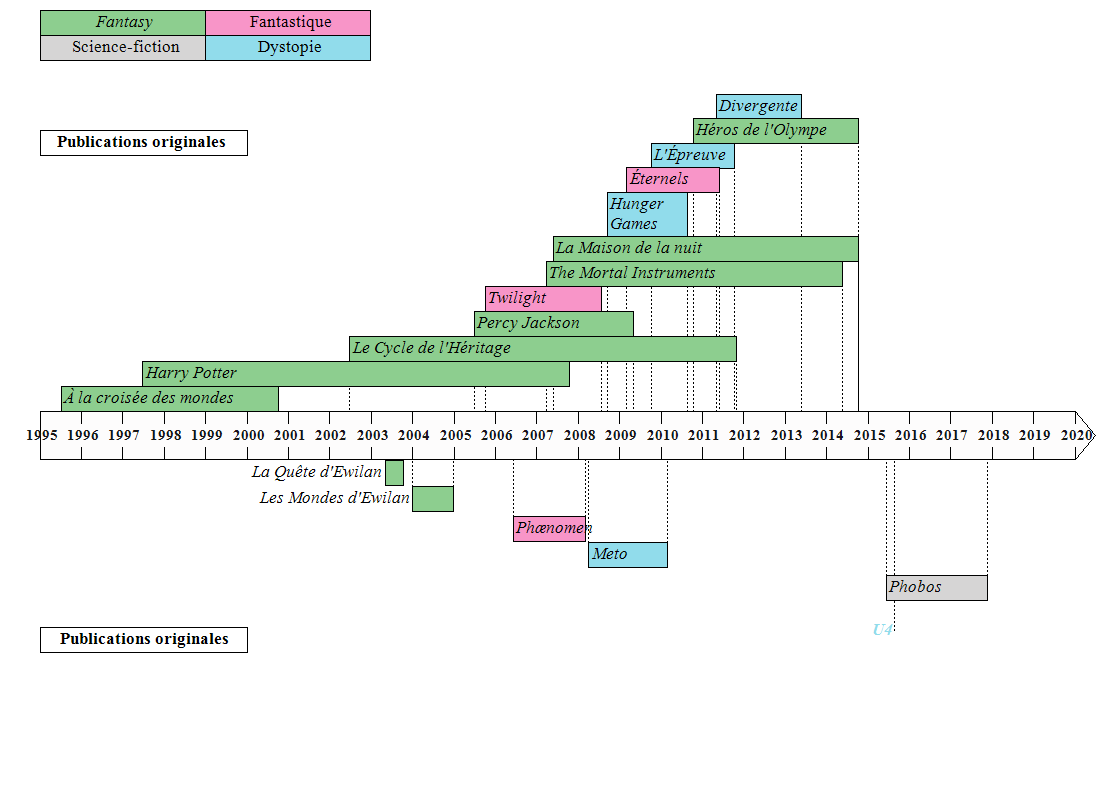 Fantasy Fantastique
Science-fiction Dystopie
Divergente
Héros de l'Olympe
Publications originales
L'Épreuve
Éternels
Hunger
Games
La Maison de la nuit
The Mortal Instruments
Twilight
Percy Jackson
Le Cycle de l'Héritage
Harry Potter
À la croisée des mondes
1995 1996 1997 1998 1999 2000 2001 2002 2003 2004 2005 2006 2007 2008 2009 2010 2011 2012 2013 2014 2015 2016 2017 2018 2019 2020
La Quête d'Ewilan
Les Mondes d'Ewilan
Phænomen
Meto
Phobos
U4
Publications originales